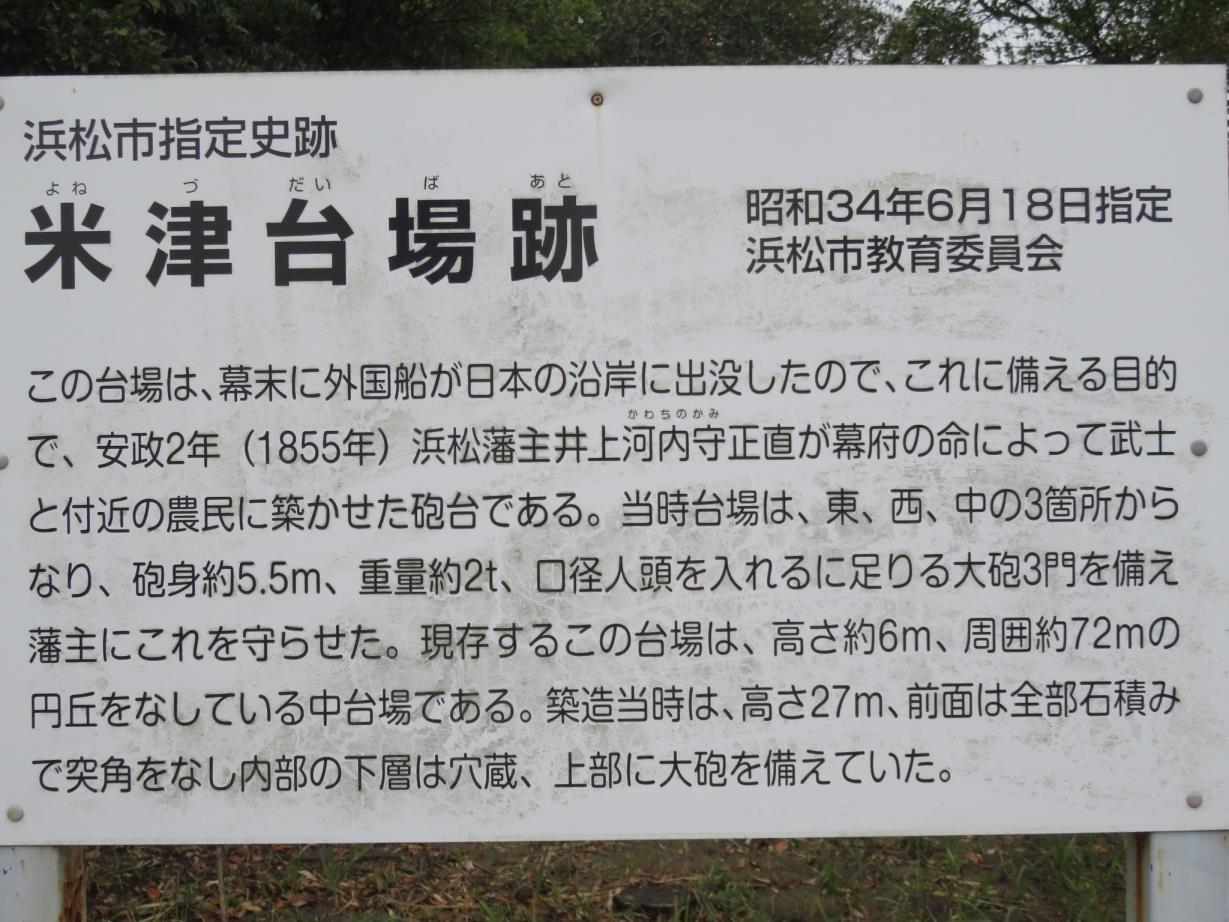 浜松市指定史跡
よね づ だい ば あと
米津台場跡
昭和34年6月18日指定
浜松市教育委員会
この台場は、幕末に外国船が日本の沿岸に出没したので、これに備える目的
かわちのかみ
で、安政2年（1855年）浜松藩主井上河内守正直が幕府の命によって武士
と付近の農民に築かせた砲台である。当時台場は、東、西、中の3箇所から
なり、砲身約5.5m、重量約2t、口径人頭を入れるに足りる大砲3門を備え
藩主にこれを守らせた。現存するこの台場は、高さ約6m、周囲約72mの
円丘をなしている中台場である。築造当時は、高さ27m、前面は全部石積み
で突角をなし内部の下層は穴蔵、上部に大砲を備えていた。